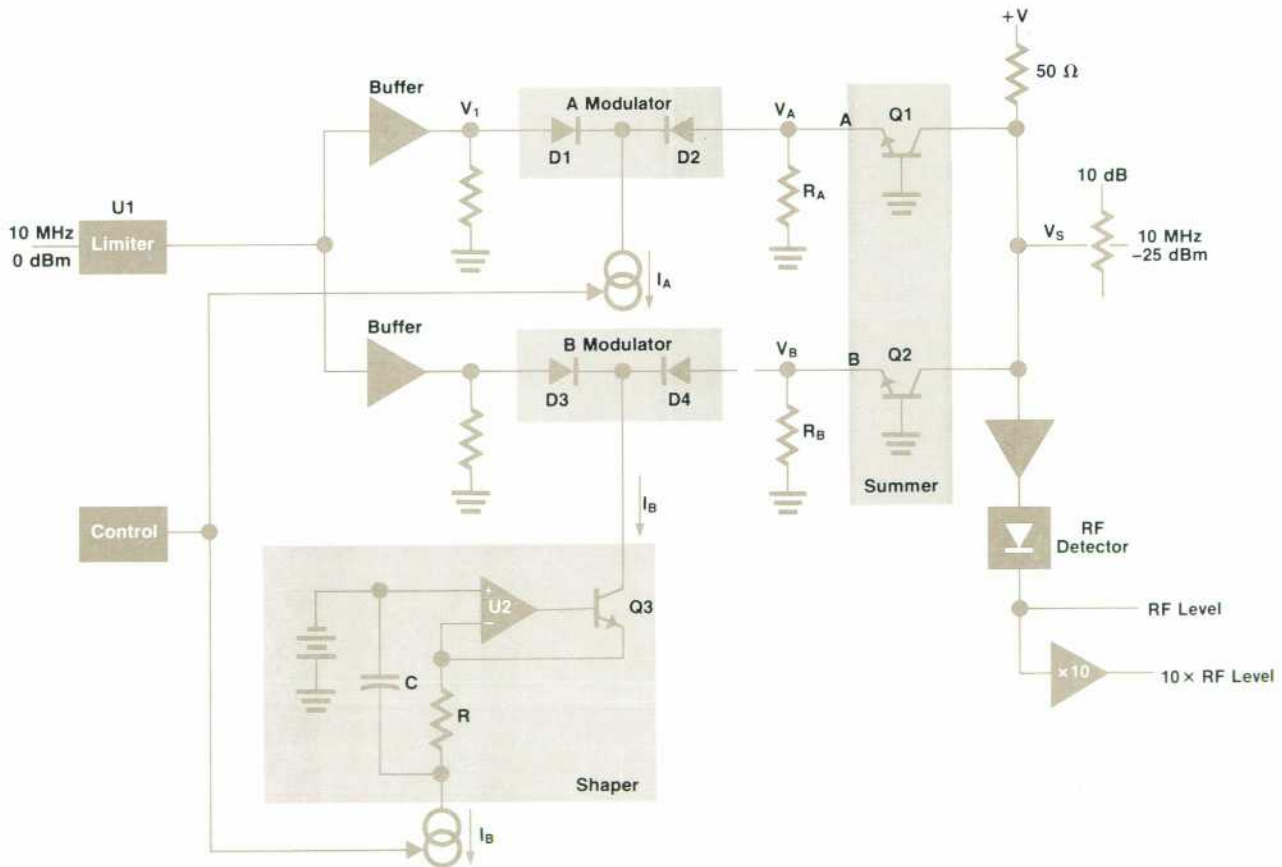 +V
50 Ω
Buffer
V1
A Modulator
D1
D2
VA
A
Q1
RA
10 dB
U1
Limiter
10 MHz
0 dBm
VS
10 MHz
–25 dBm
IA
Buffer
B Modulator
D3
D4
VB
B
Q2
RB
Summer
Control
IB
RF
Detector
+
U2
–
Q3
RF Level
×10
10× RF Level
C
R
Shaper
IB